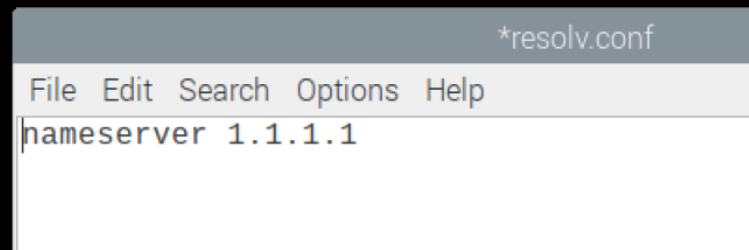 *resolv.conf
File Edit Search Options Help
nameserver 1.1.1.1